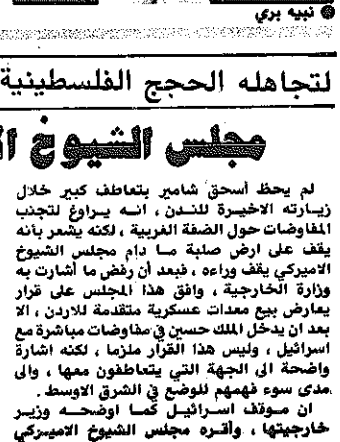 نبيه بري
لتجاهله الحجج الفلسطينية
مجلس الشيوخ
لم يحظ أسحق شامير بتعاطف كبير خلال
زيارته الاخيرة للندن ، انه يراوغ لتجنب
المفاوضات حول الضفة الغربية ، لكنه يشعر بأنه
يقف على ارض صلبة ما دام مجلس الشيوخ
الاميركي يقف وراءه ، فبعد أن رفض ما أشارت به
وزارة الخارجية ، وافق هذا المجلس على قرار
يعارض بيع معدات عسكرية متقدمة للاردن ، الا
بعد ان يدخل الملك حسين في مفاوضات مباشرة مع
اسرائيل ، وليس هذا القرار ملزما ، لكنه اشارة
واضحة الى الجهة التي يتعاطفون معها ، والى
مدى سوء فهمهم للوضع في الشرق الاوسط .
ان موقف اسرائيل كما اوضحه وزير
خارجيتها ، وأقره مجلس الشيوخ الاميركي